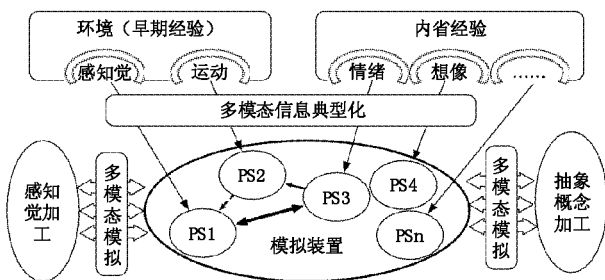 环境（早期经验）
内省经验
感知觉
运动
情绪
想像
……
多模态信息典型化
感知觉加工
多模态模拟
PS1
PS2
PS3
PS4
PSn
模拟装置
多模态模拟
抽象概念加工